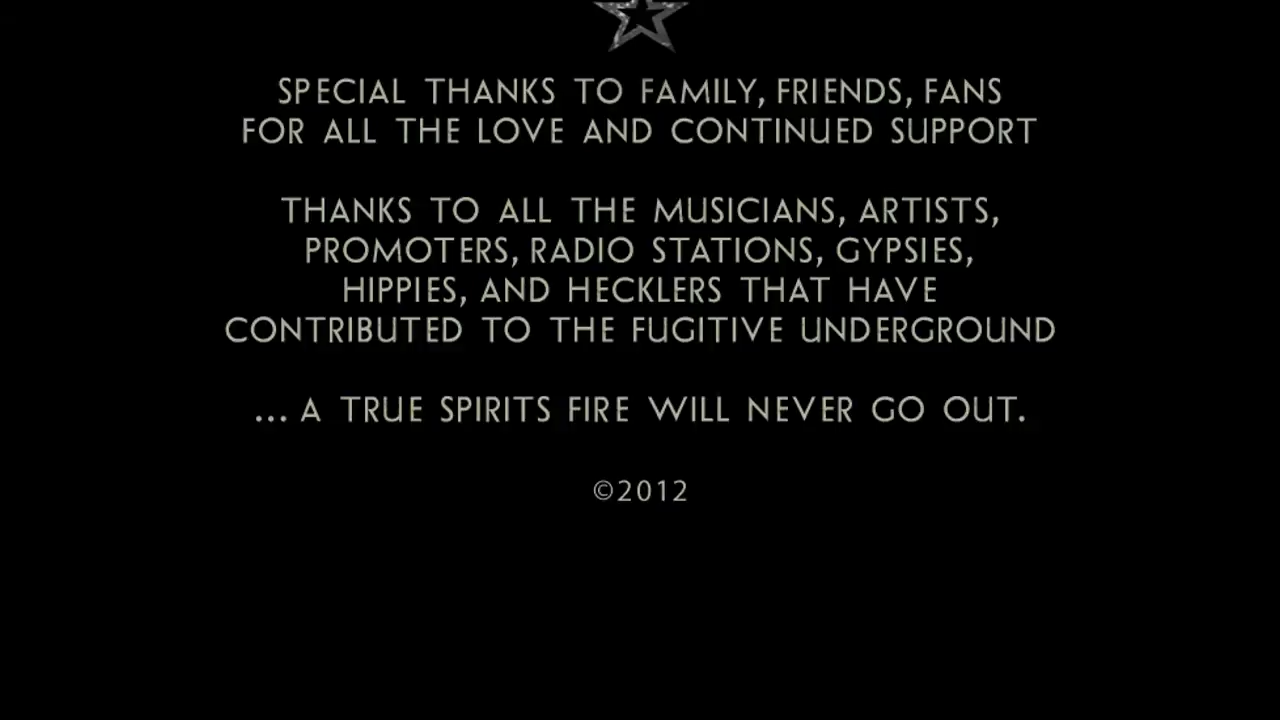 SPECIAL THANKS TO FAMILY, FRIENDS, FANS
FOR ALL THE LOVE AND CONTINUED SUPPORT
THANKS TO ALL THE MUSICIANS, ARTISTS,
PROMOTERS, RADIO STATIONS, GYPSIES,
HIPPIES, AND HECKLERS THAT HAVE
CONTRIBUTED TO THE FUGITIVE UNDERGROUND
... A TRUE SPIRITS FIRE WILL NEVER GO OUT.
©2012